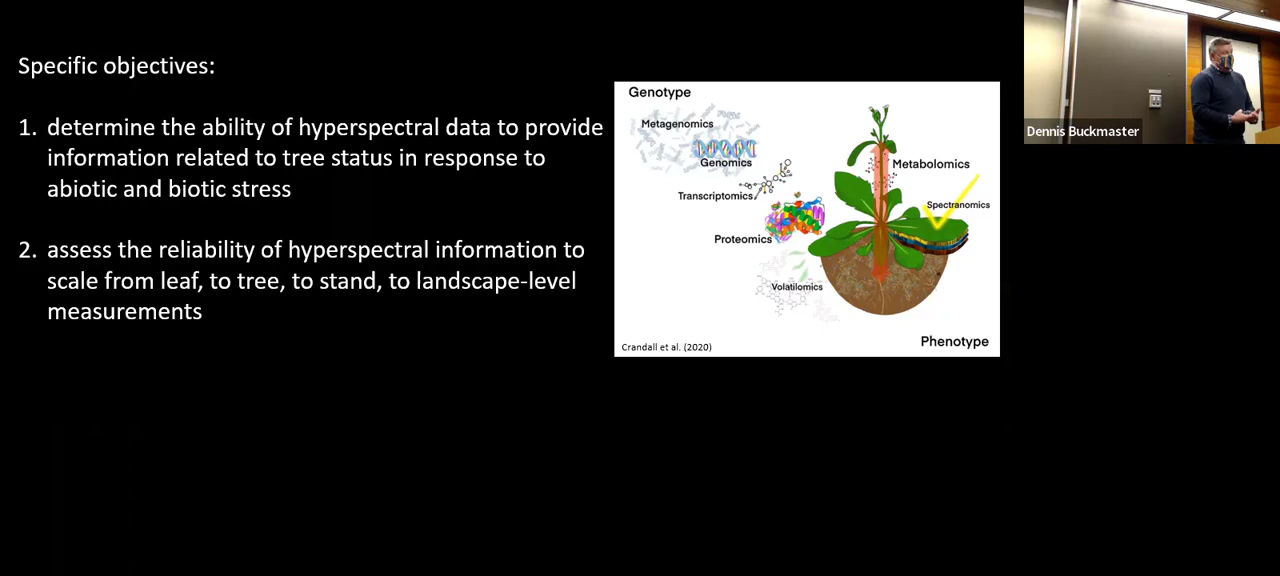 Specific objectives:
1. determine the ability of hyperspectral data to provide
information related to tree status in response to
abiotic and biotic stress
2. assess the reliability of hyperspectral information to
scale from leaf, to tree, to stand, to landscape-level
measurements
Genotype
Metagenomics
Genomics
Transcriptomics
Proteomics
Volatilomics
Metabolomics
Spectranomics
Phenotype
Crandall et al. (2020)
Dennis Buckmaster